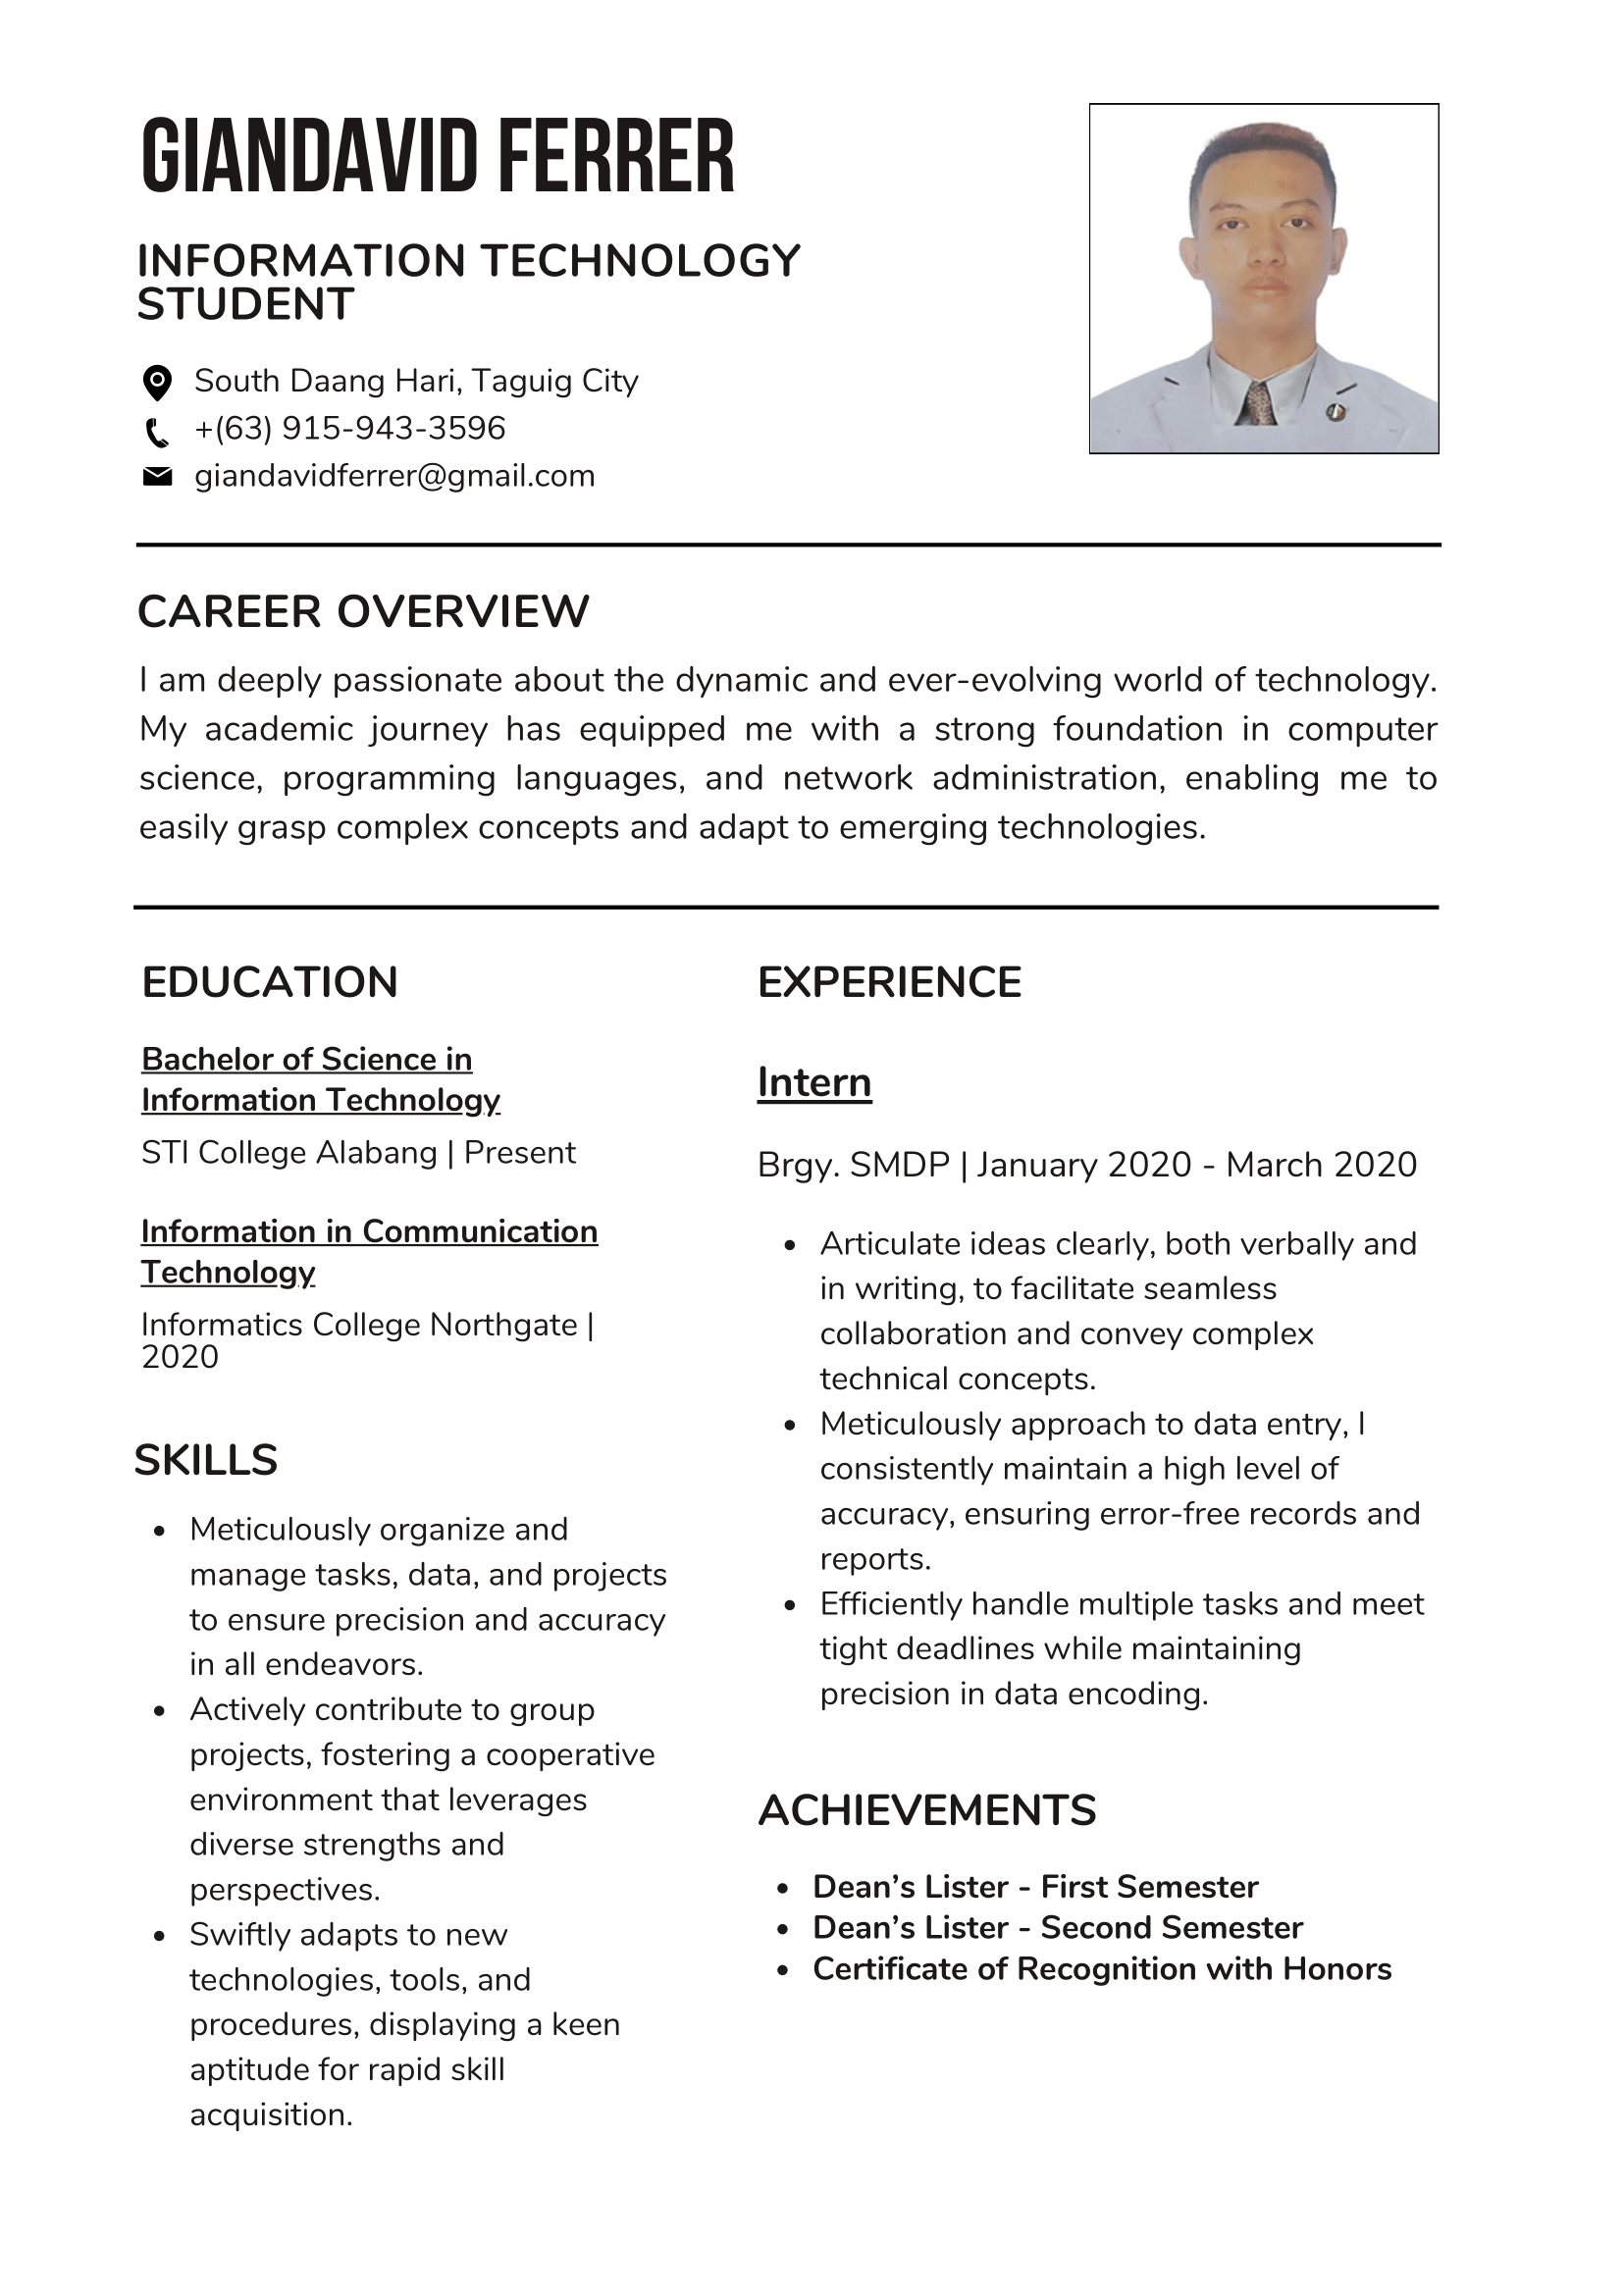 GIANDAVID FERRER
INFORMATION TECHNOLOGY
STUDENT
South Daang Hari, Taguig City
+(63) 915-943-3596
giandavidferrer@gmail.com
CAREER OVERVIEW
I am deeply passionate about the dynamic and ever-evolving world of technology.
My academic journey has equipped me with a strong foundation in computer
science, programming languages, and network administration, enabling me to
easily grasp complex concepts and adapt to emerging technologies.
EDUCATION
Bachelor of Science in
Information Technology
STI College Alabang | Present
Information in Communication
Technology
Informatics College Northgate |
2020
SKILLS
• Meticulously organize and
manage tasks, data, and projects
to ensure precision and accuracy
in all endeavors.
• Actively contribute to group
projects, fostering a cooperative
environment that leverages
diverse strengths and
perspectives.
• Swiftly adapts to new
technologies, tools, and
procedures, displaying a keen
aptitude for rapid skill
acquisition.
EXPERIENCE
Intern
Brgy. SMDP | January 2020 - March 2020
• Articulate ideas clearly, both verbally and
in writing, to facilitate seamless
collaboration and convey complex
technical concepts.
• Meticulously approach to data entry, I
consistently maintain a high level of
accuracy, ensuring error-free records and
reports.
• Efficiently handle multiple tasks and meet
tight deadlines while maintaining
precision in data encoding.
ACHIEVEMENTS
• Dean’s Lister - First Semester
• Dean’s Lister - Second Semester
• Certificate of Recognition with Honors